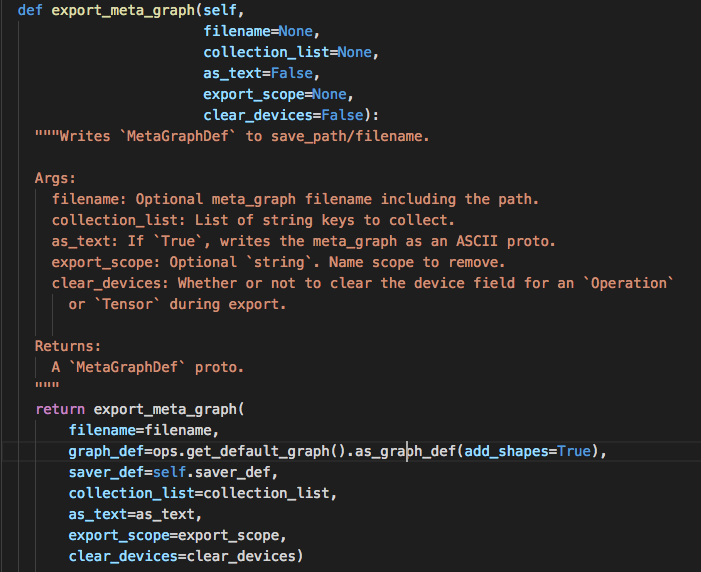 def export_meta_graph(self,
                      filename=None,
                      collection_list=None,
                      as_text=False,
                      export_scope=None,
                      clear_devices=False):
  """Writes `MetaGraphDef` to save_path/filename.

  Args:
    filename: Optional meta_graph filename including the path.
    collection_list: List of string keys to collect.
    as_text: If `True`, writes the meta_graph as an ASCII proto.
    export_scope: Optional `string`. Name scope to remove.
    clear_devices: Whether or not to clear the device field for an `Operation`
      or `Tensor` during export.

  Returns:
    A `MetaGraphDef` proto.
  """
  return export_meta_graph(
      filename=filename,
      graph_def=ops.get_default_graph().as_graph_def(add_shapes=True),
      saver_def=self.saver_def,
      collection_list=collection_list,
      as_text=as_text,
      export_scope=export_scope,
      clear_devices=clear_devices)